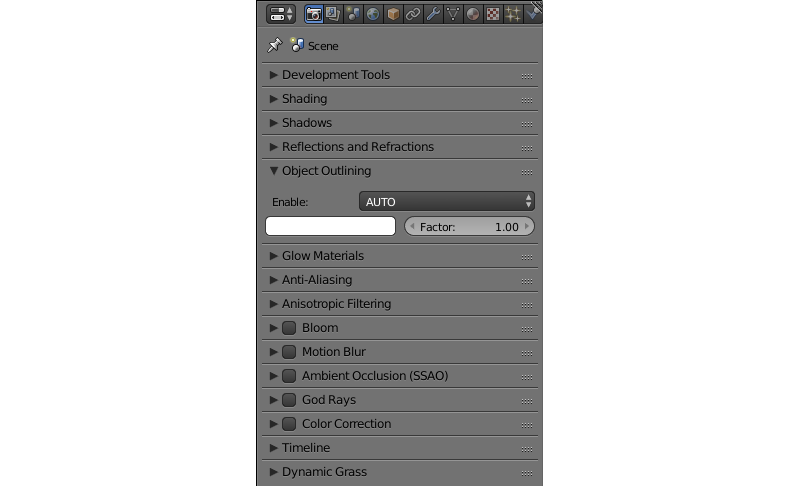 Scene
Development Tools
Shading
Shadows
Reflections and Refractions
Object Outlining
Enable: AUTO
Factor: 1.00
Glow Materials
Anti-Aliasing
Anisotropic Filtering
Bloom
Motion Blur
Ambient Occlusion (SSAO)
God Rays
Color Correction
Timeline
Dynamic Grass